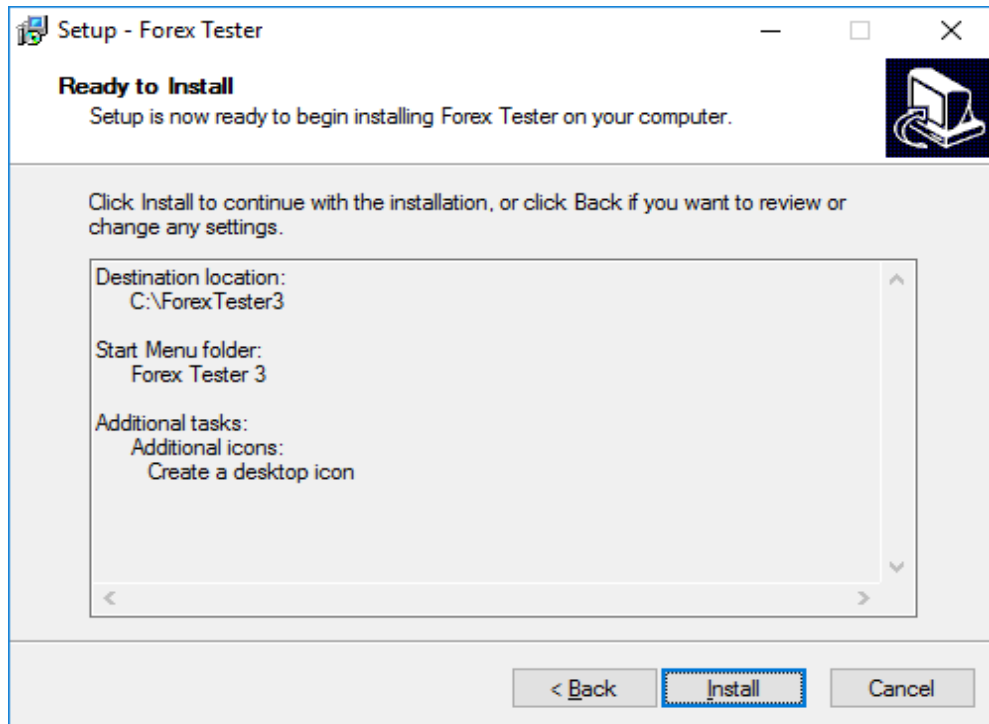 Setup - Forex Tester
Ready to Install
Setup is now ready to begin installing Forex Tester on your computer.
Click Install to continue with the installation, or click Back if you want to review or
change any settings.
Destination location:
C:\ForexTester3
Start Menu folder:
Forex Tester 3
Additional tasks:
Additional icons:
Create a desktop icon
< Back
Install
Cancel